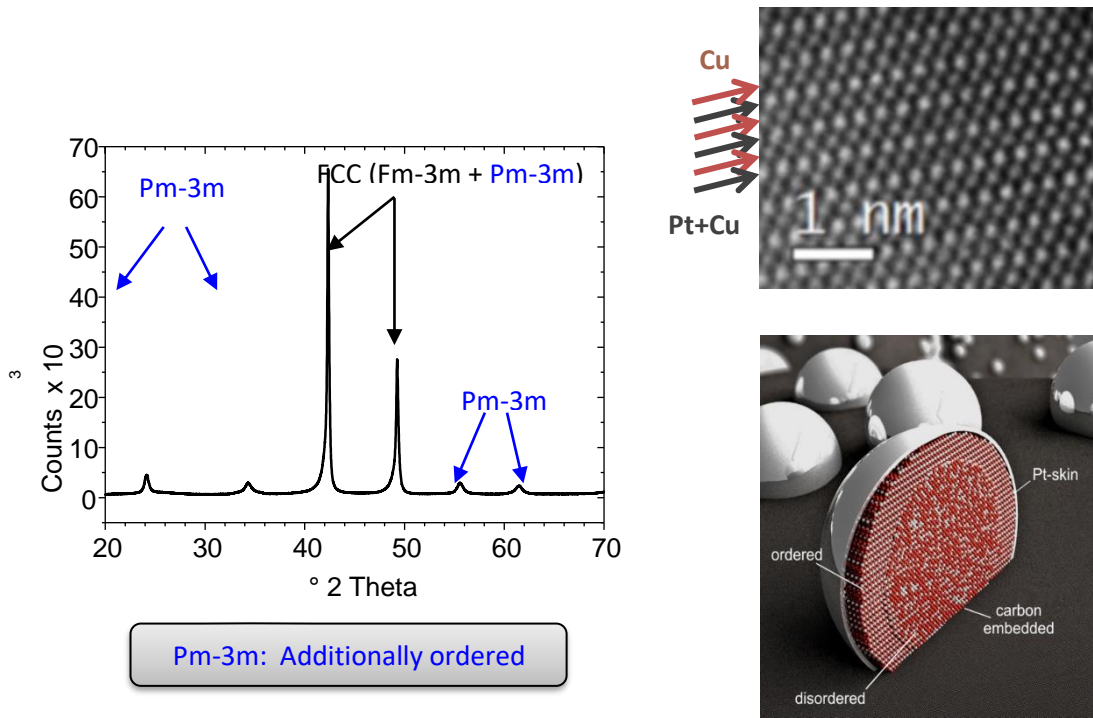 70
60
50
40
30
20
10
0
20 30 40 50 60 70
Counts x 10
3
° 2 Theta
Pm-3m
FCC (Fm-3m + Pm-3m)
Pm-3m
Pm-3m: Additionally ordered
Cu
Pt+Cu
1 nm
Pt-skin
ordered
carbon
embedded
disordered